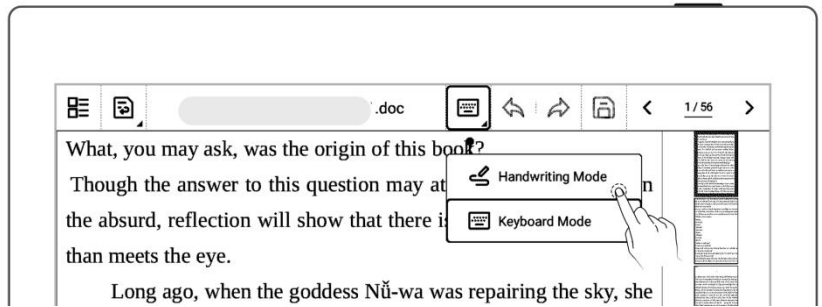 .doc
1 / 56
What, you may ask, was the origin of this book?
Handwriting Mode
Keyboard Mode
Though the answer to this question may at n
the absurd, reflection will show that there is
than meets the eye.
Long ago, when the goddess Nǚ-wa was repairing the sky, she